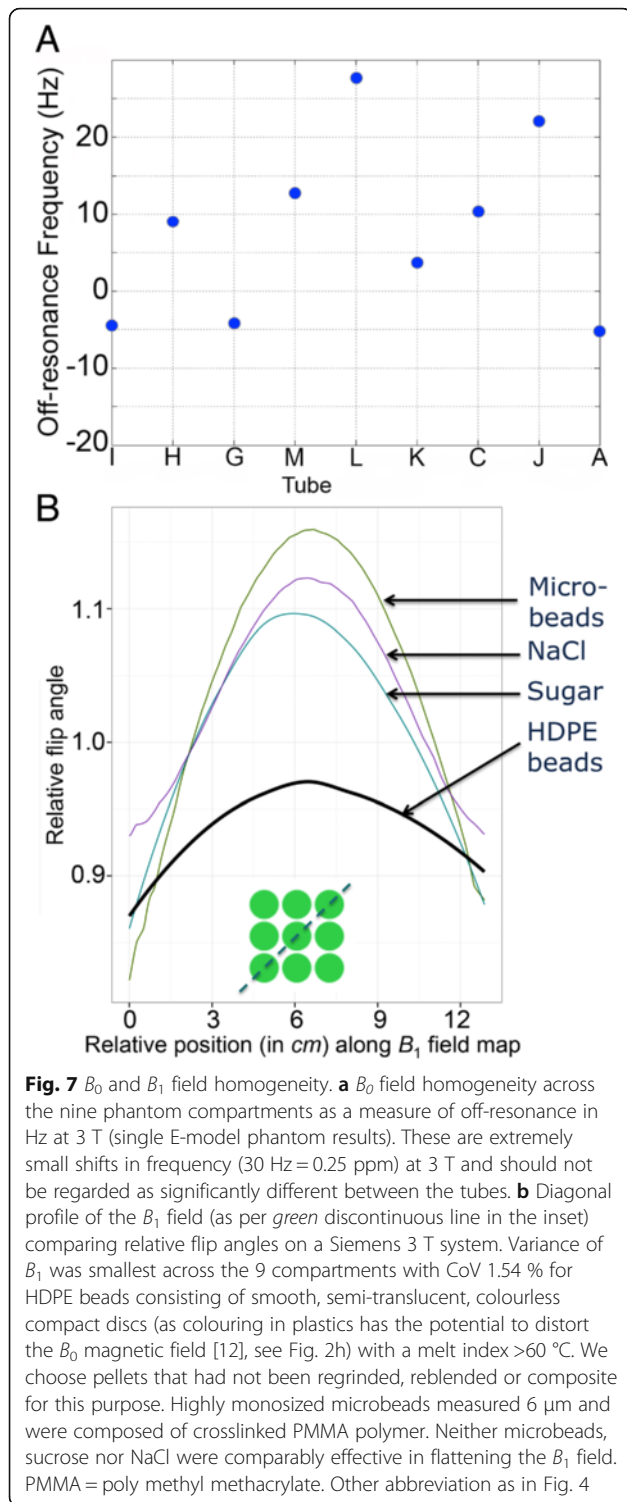 A
Off-resonance Frequency (Hz)
20
10
0
-10
-20
I H G M L K C J A
Tube
B
Relative flip angle
1.1
1.0
0.9
Micro-
beads
NaCl
Sugar
HDPE
beads
0 3 6 9 12
Relative position (in cm) along B₁ field map
Fig. 7 B₀ and B₁ field homogeneity. a B₀ field homogeneity across
the nine phantom compartments as a measure of off-resonance in
Hz at 3 T (single E-model phantom results). These are extremely
small shifts in frequency (30 Hz = 0.25 ppm) at 3 T and should not
be regarded as significantly different between the tubes. b Diagonal
profile of the B₁ field (as per green discontinuous line in the inset)
comparing relative flip angles on a Siemens 3 T system. Variance of
B₁ was smallest across the 9 compartments with CoV 1.54 % for
HDPE beads consisting of smooth, semi-translucent, colourless
compact discs (as colouring in plastics has the potential to distort
the B₀ magnetic field [12], see Fig. 2h) with a melt index >60 °C. We
choose pellets that had not been regrinded, reblended or composite
for this purpose. Highly monosized microbeads measured 6 μm and
were composed of crosslinked PMMA polymer. Neither microbeads,
sucrose nor NaCl were comparably effective in flattening the B₁ field.
PMMA = poly methyl methacrylate. Other abbreviation as in Fig. 4